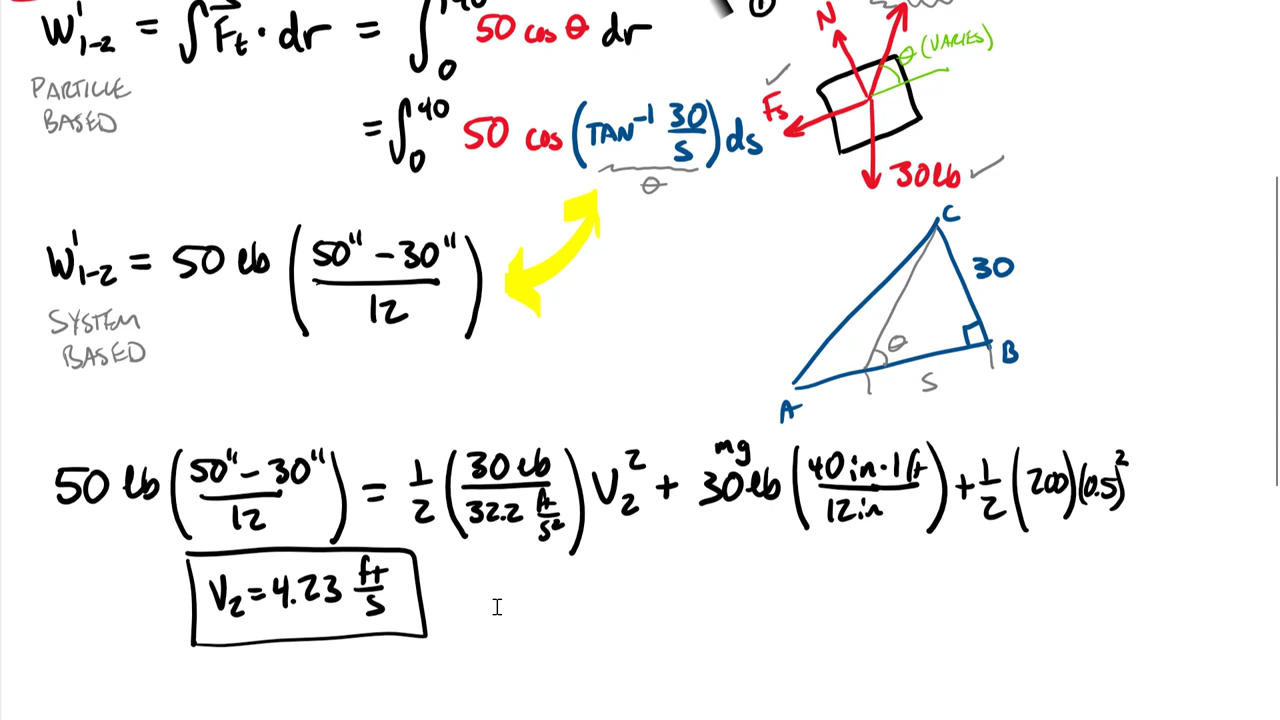 W'₁₋₂ = ∫F⃗ₜ · dr = ∫₀⁴⁰ 50 cos θ dr
PARTICLE
BASED
= ∫₀⁴⁰ 50 cos (TAN⁻¹ 30/s) ds
θ
①
N
θ (VARIES)
Fs
30 lb
W'₁₋₂ = 50 lb (50" - 30" / 12)
SYSTEM
BASED
C
30
θ
B
S
A
mg
50 lb (50" - 30" / 12) = 1/2 (30 lb / 32.2 ft/s²) V₂² + 30 lb (40 in · 1 ft / 12 in) + 1/2 (200)(0.5)²
V₂ = 4.23 ft/s